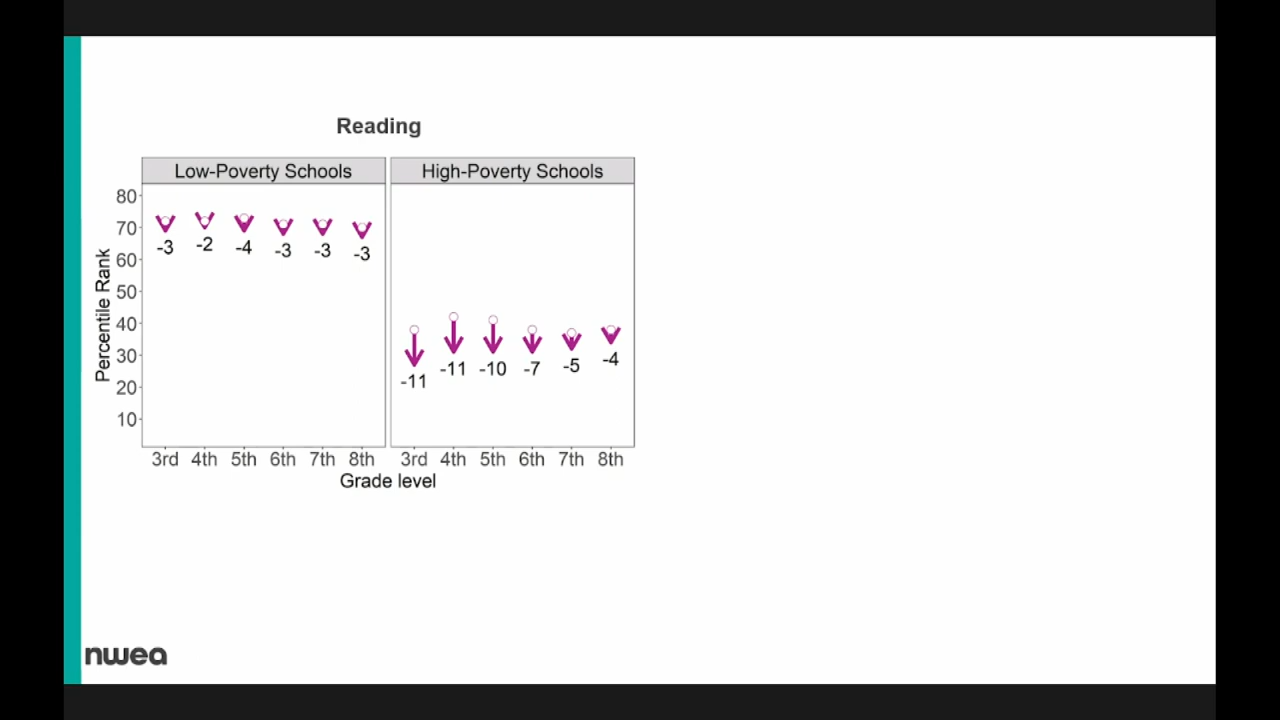 Reading
Low-Poverty Schools
High-Poverty Schools
Percentile Rank
80
70
60
50
40
30
20
10
-3 -2 -4 -3 -3 -3
-11 -11 -10 -7 -5 -4
3rd 4th 5th 6th 7th 8th
3rd 4th 5th 6th 7th 8th
Grade level
nwea